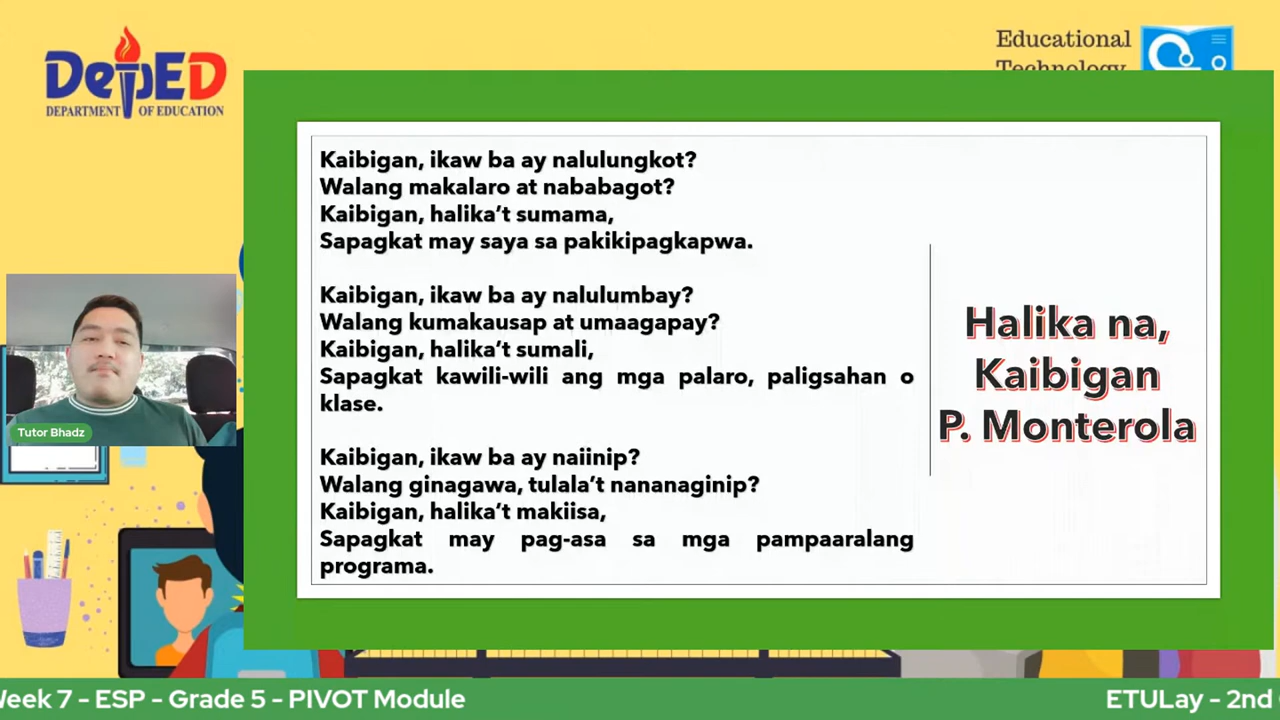 DepED
DEPARTMENT OF EDUCATION
Educational
Technology
Kaibigan, ikaw ba ay nalulungkot?
Walang makalaro at nababagot?
Kaibigan, halika’t sumama,
Sapagkat may saya sa pakikipagkapwa.
Kaibigan, ikaw ba ay nalulumbay?
Walang kumakausap at umaagapay?
Kaibigan, halika’t sumali,
Sapagkat kawili-wili ang mga palaro, paligsahan o
klase.
Kaibigan, ikaw ba ay naiinip?
Walang ginagawa, tulala’t nananaginip?
Kaibigan, halika’t makiisa,
Sapagkat may pag-asa sa mga pampaaralang
programa.
Halika na,
Kaibigan
P. Monterola
Tutor Bhadz
Week 7 - ESP - Grade 5 - PIVOT Module
ETULay - 2nd